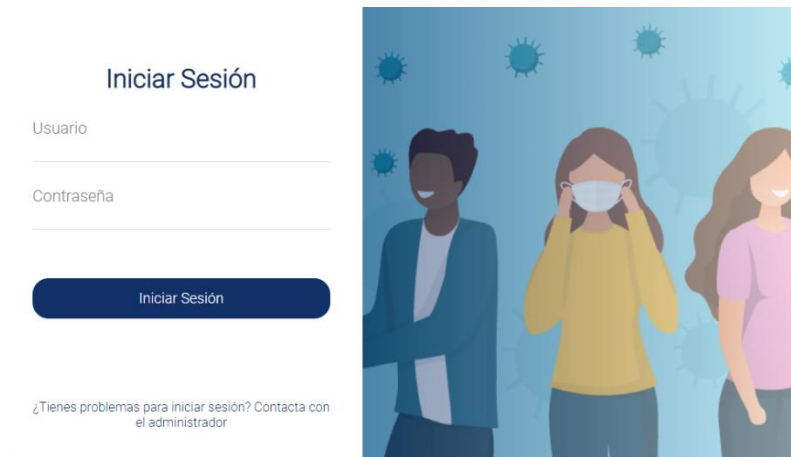 Iniciar Sesión
Usuario
Contraseña
Iniciar Sesión
¿Tienes problemas para iniciar sesión? Contacta con
el administrador